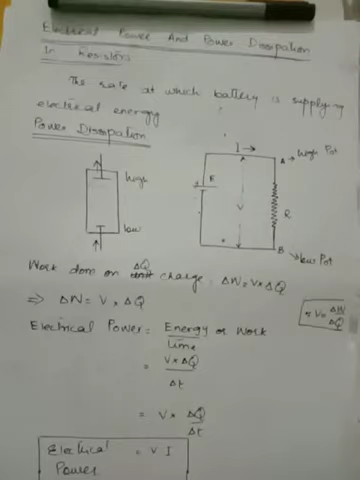 Electrical Power And Power Dissipation
In Resistors
The rate at which battery is supplying
electrical energgy
Power Dissipation
high
low
I →
A → high Pot
E
V
R
B → low Pot
Work done on ΔQ charge, ΔW = V × ΔQ
⇒ ΔW = V × ΔQ
V = ΔW/ΔQ
Electrical Power = Energy or Work
Time
= V × ΔQ
Δt
= V × ΔQ
Δt
Electrical = V I
Power